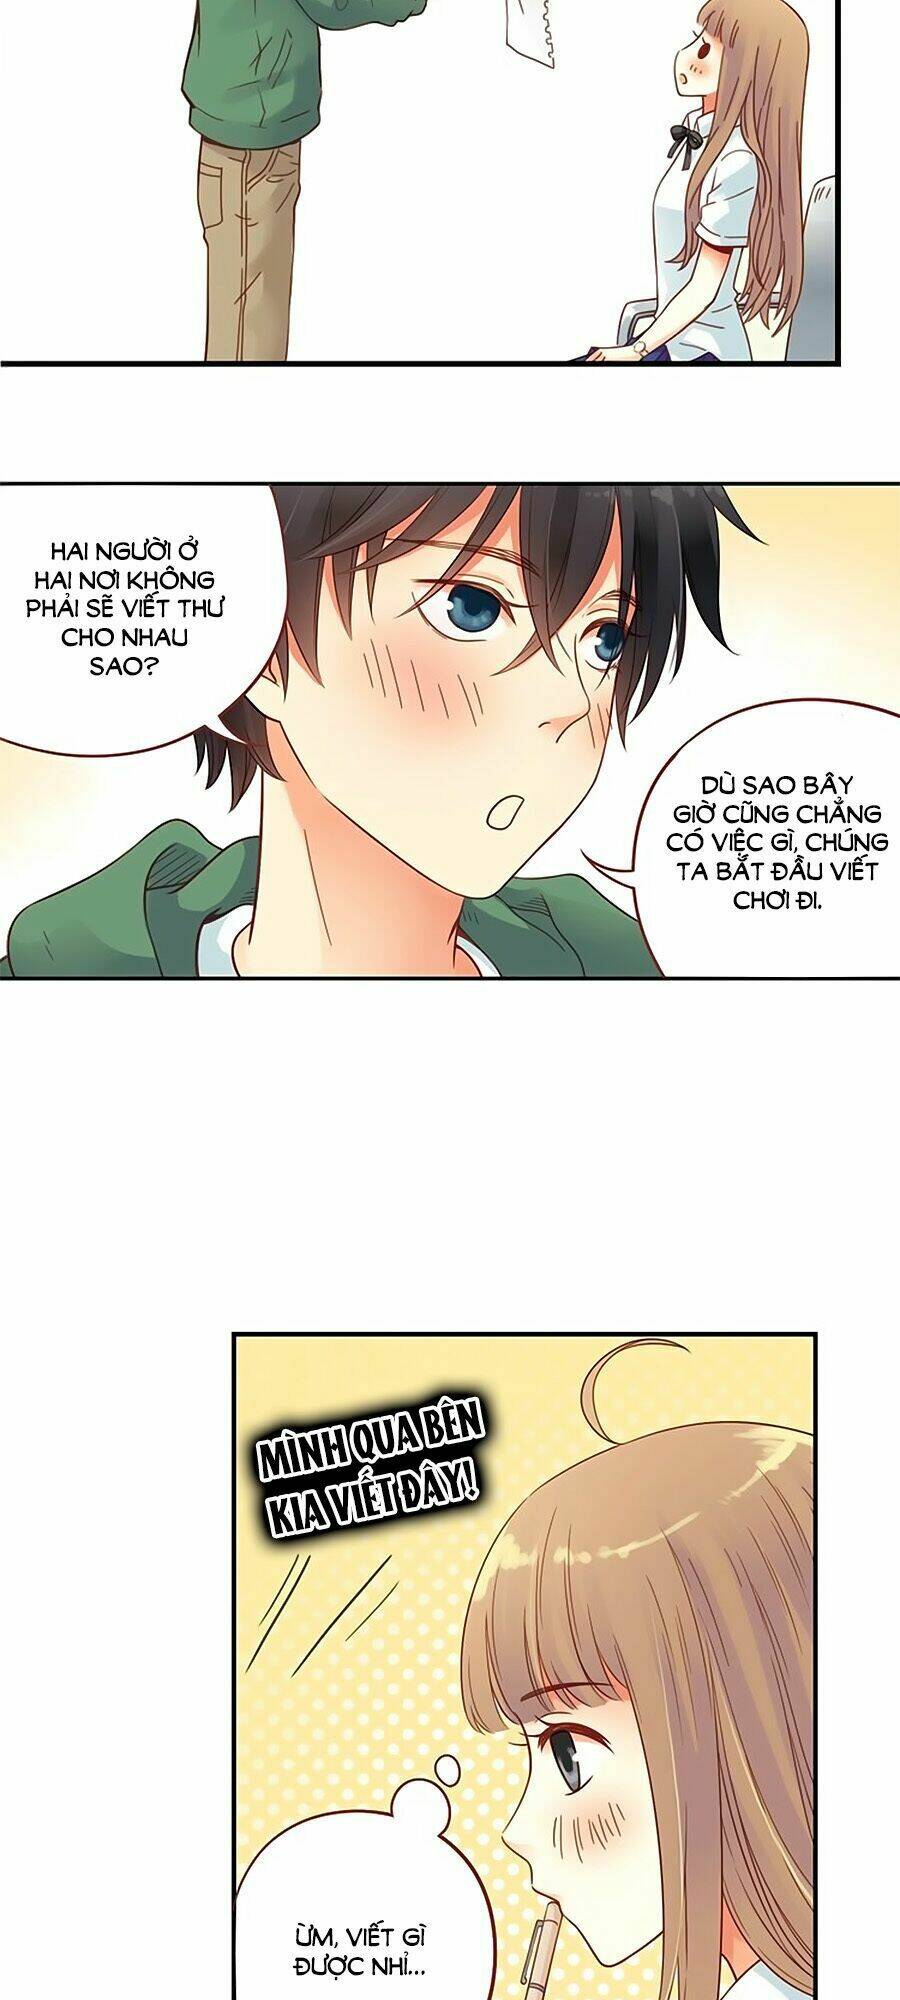 HAI NGƯỜI Ở
HAI NƠI KHÔNG
PHẢI SẼ VIẾT THƯ
CHO NHAU
SAO?
DÙ SAO BÂY
GIỜ CŨNG CHẲNG
CÓ VIỆC GÌ, CHÚNG
TA BẮT ĐẦU VIẾT
CHƠI ĐI.
MÌNH QUA BÊN
KIA VIẾT ĐÂY!
ỪM, VIẾT GÌ
ĐƯỢC NHỈ...